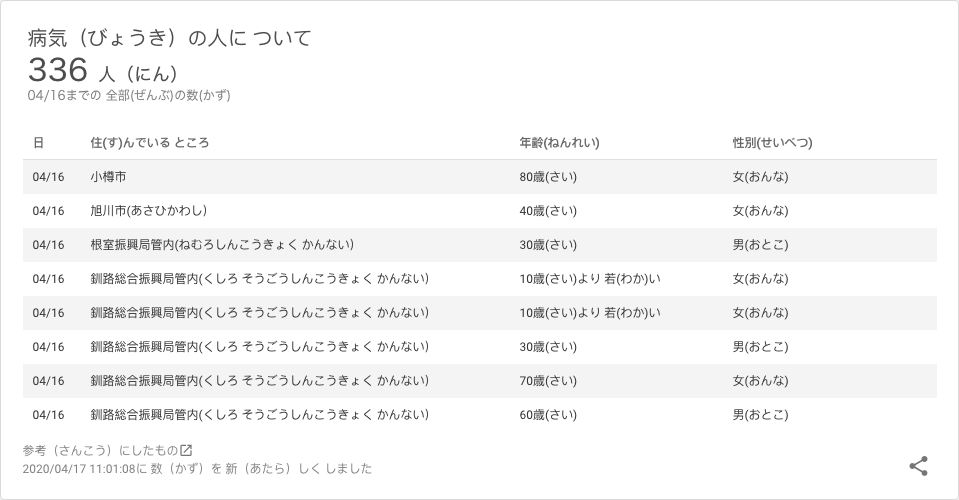 病気（びょうき）の人に ついて
336 人（にん）
04/16までの 全部(ぜんぶ)の数(かず)
日 住(す)んでいる ところ 年齢(ねんれい) 性別(せいべつ)
04/16 小樽市 80歳(さい) 女(おんな)
04/16 旭川市(あさひかわし) 40歳(さい) 女(おんな)
04/16 根室振興局管内(ねむろしんこうきょく かんない) 30歳(さい) 男(おとこ)
04/16 釧路総合振興局管内(くしろ そうごうしんこうきょく かんない) 10歳(さい)より 若(わか)い 女(おんな)
04/16 釧路総合振興局管内(くしろ そうごうしんこうきょく かんない) 10歳(さい)より 若(わか)い 女(おんな)
04/16 釧路総合振興局管内(くしろ そうごうしんこうきょく かんない) 30歳(さい) 男(おとこ)
04/16 釧路総合振興局管内(くしろ そうごうしんこうきょく かんない) 70歳(さい) 女(おんな)
04/16 釧路総合振興局管内(くしろ そうごうしんこうきょく かんない) 60歳(さい) 男(おとこ)
参考（さんこう）にしたもの
2020/04/17 11:01:08に 数（かず）を 新（あたら）しく しました